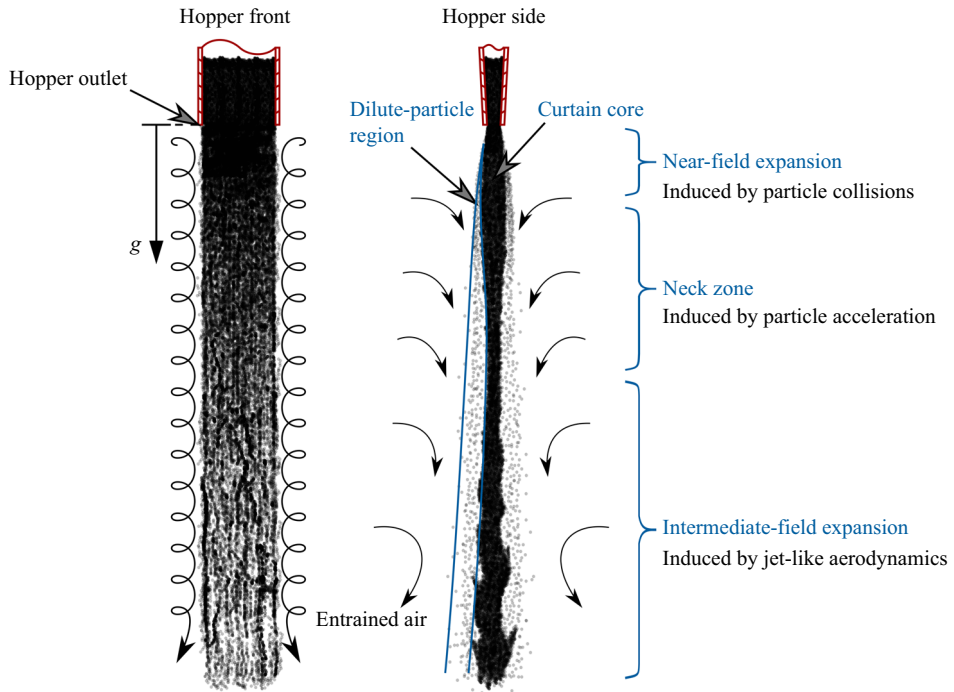 Hopper front
Hopper side
Hopper outlet
Dilute-particle
region
Curtain core
Near-field expansion
Induced by particle collisions
g
Neck zone
Induced by particle acceleration
Intermediate-field expansion
Induced by jet-like aerodynamics
Entrained air